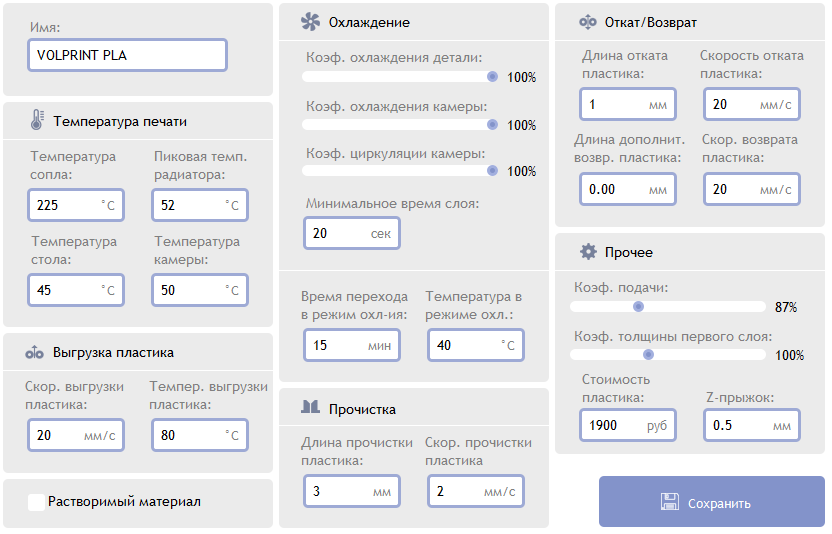 Имя:
VOLPRINT PLA
Температура печати
Температура сопла:
225 °C
Пиковая темп. радиатора:
52 °C
Температура стола:
45 °C
Температура камеры:
50 °C
Выгрузка пластика
Скор. выгрузки пластика:
20 мм/с
Темпер. выгрузки пластика:
80 °C
Растворимый материал
Охлаждение
Коэф. охлаждения детали:
100%
Коэф. охлаждения камеры:
100%
Коэф. циркуляции камеры:
100%
Минимальное время слоя:
20 сек
Время перехода в режим охл-ия:
15 мин
Температура в режиме охл.:
40 °C
Прочистка
Длина прочистки пластика:
3 мм
Скор. прочистки пластика
2 мм/с
Откат/Возврат
Длина отката пластика:
1 мм
Скорость отката пластика:
20 мм/с
Длина дополнит. возвр. пластика:
0.00 мм
Скор. возврата пластика:
20 мм/с
Прочее
Коэф. подачи:
87%
Коэф. толщины первого слоя:
100%
Стоимость пластика:
1900 руб
Z-прыжок:
0.5 мм
Сохранить